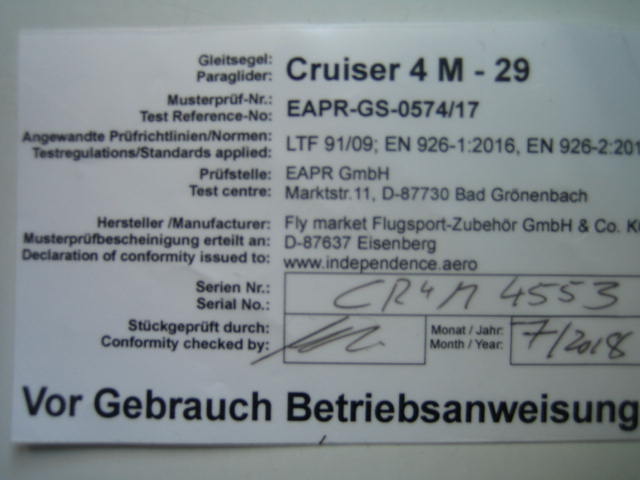 Gleitsegel:
Paraglider: Cruiser 4 M - 29
Musterprüf-Nr.:
Test Reference-No: EAPR-GS-0574/17
Angewandte Prüfrichtlinien/Normen:
Testregulations/Standards applied: LTF 91/09; EN 926-1:2016, EN 926-2:201
Prüfstelle: EAPR GmbH
Test centre: Marktstr.11, D-87730 Bad Grönenbach
Hersteller /Manufacturer: Fly market Flugsport-Zubehör GmbH & Co.
Musterprüfbescheinigung erteilt an: D-87637 Eisenberg
Declaration of conformity issued to: www.independence.aero
Serien Nr.:
Serial No.: CR4M 4553
Stückgeprüft durch: Monat / Jahr:
Conformity checked by: Month / Year: 7/2018
Vor Gebrauch Betriebsanweisung